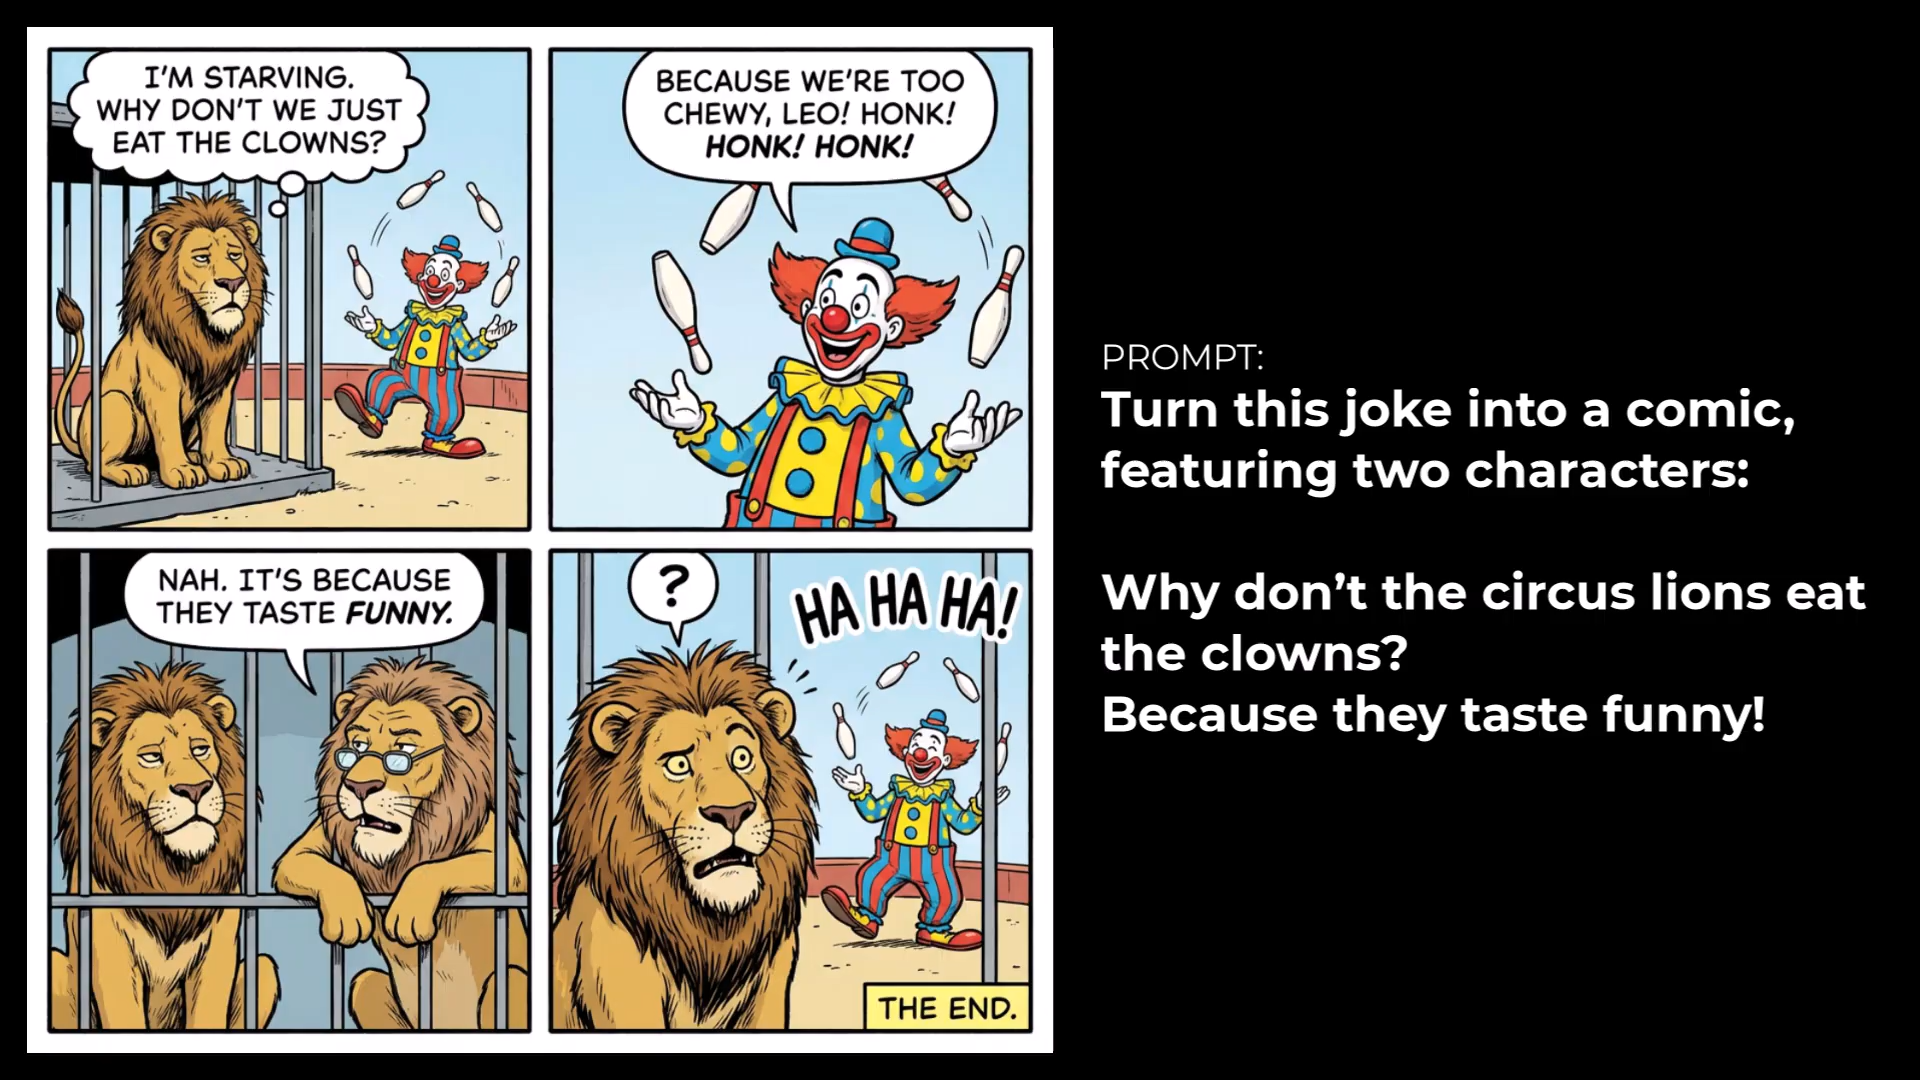 I'M STARVING.
WHY DON'T WE JUST
EAT THE CLOWNS?
BECAUSE WE'RE TOO
CHEWY, LEO! HONK!
HONK! HONK!
NAH. IT'S BECAUSE
THEY TASTE FUNNY.
?
HA HA HA!
THE END.
PROMPT:
Turn this joke into a comic,
featuring two characters:
Why don’t the circus lions eat
the clowns?
Because they taste funny!